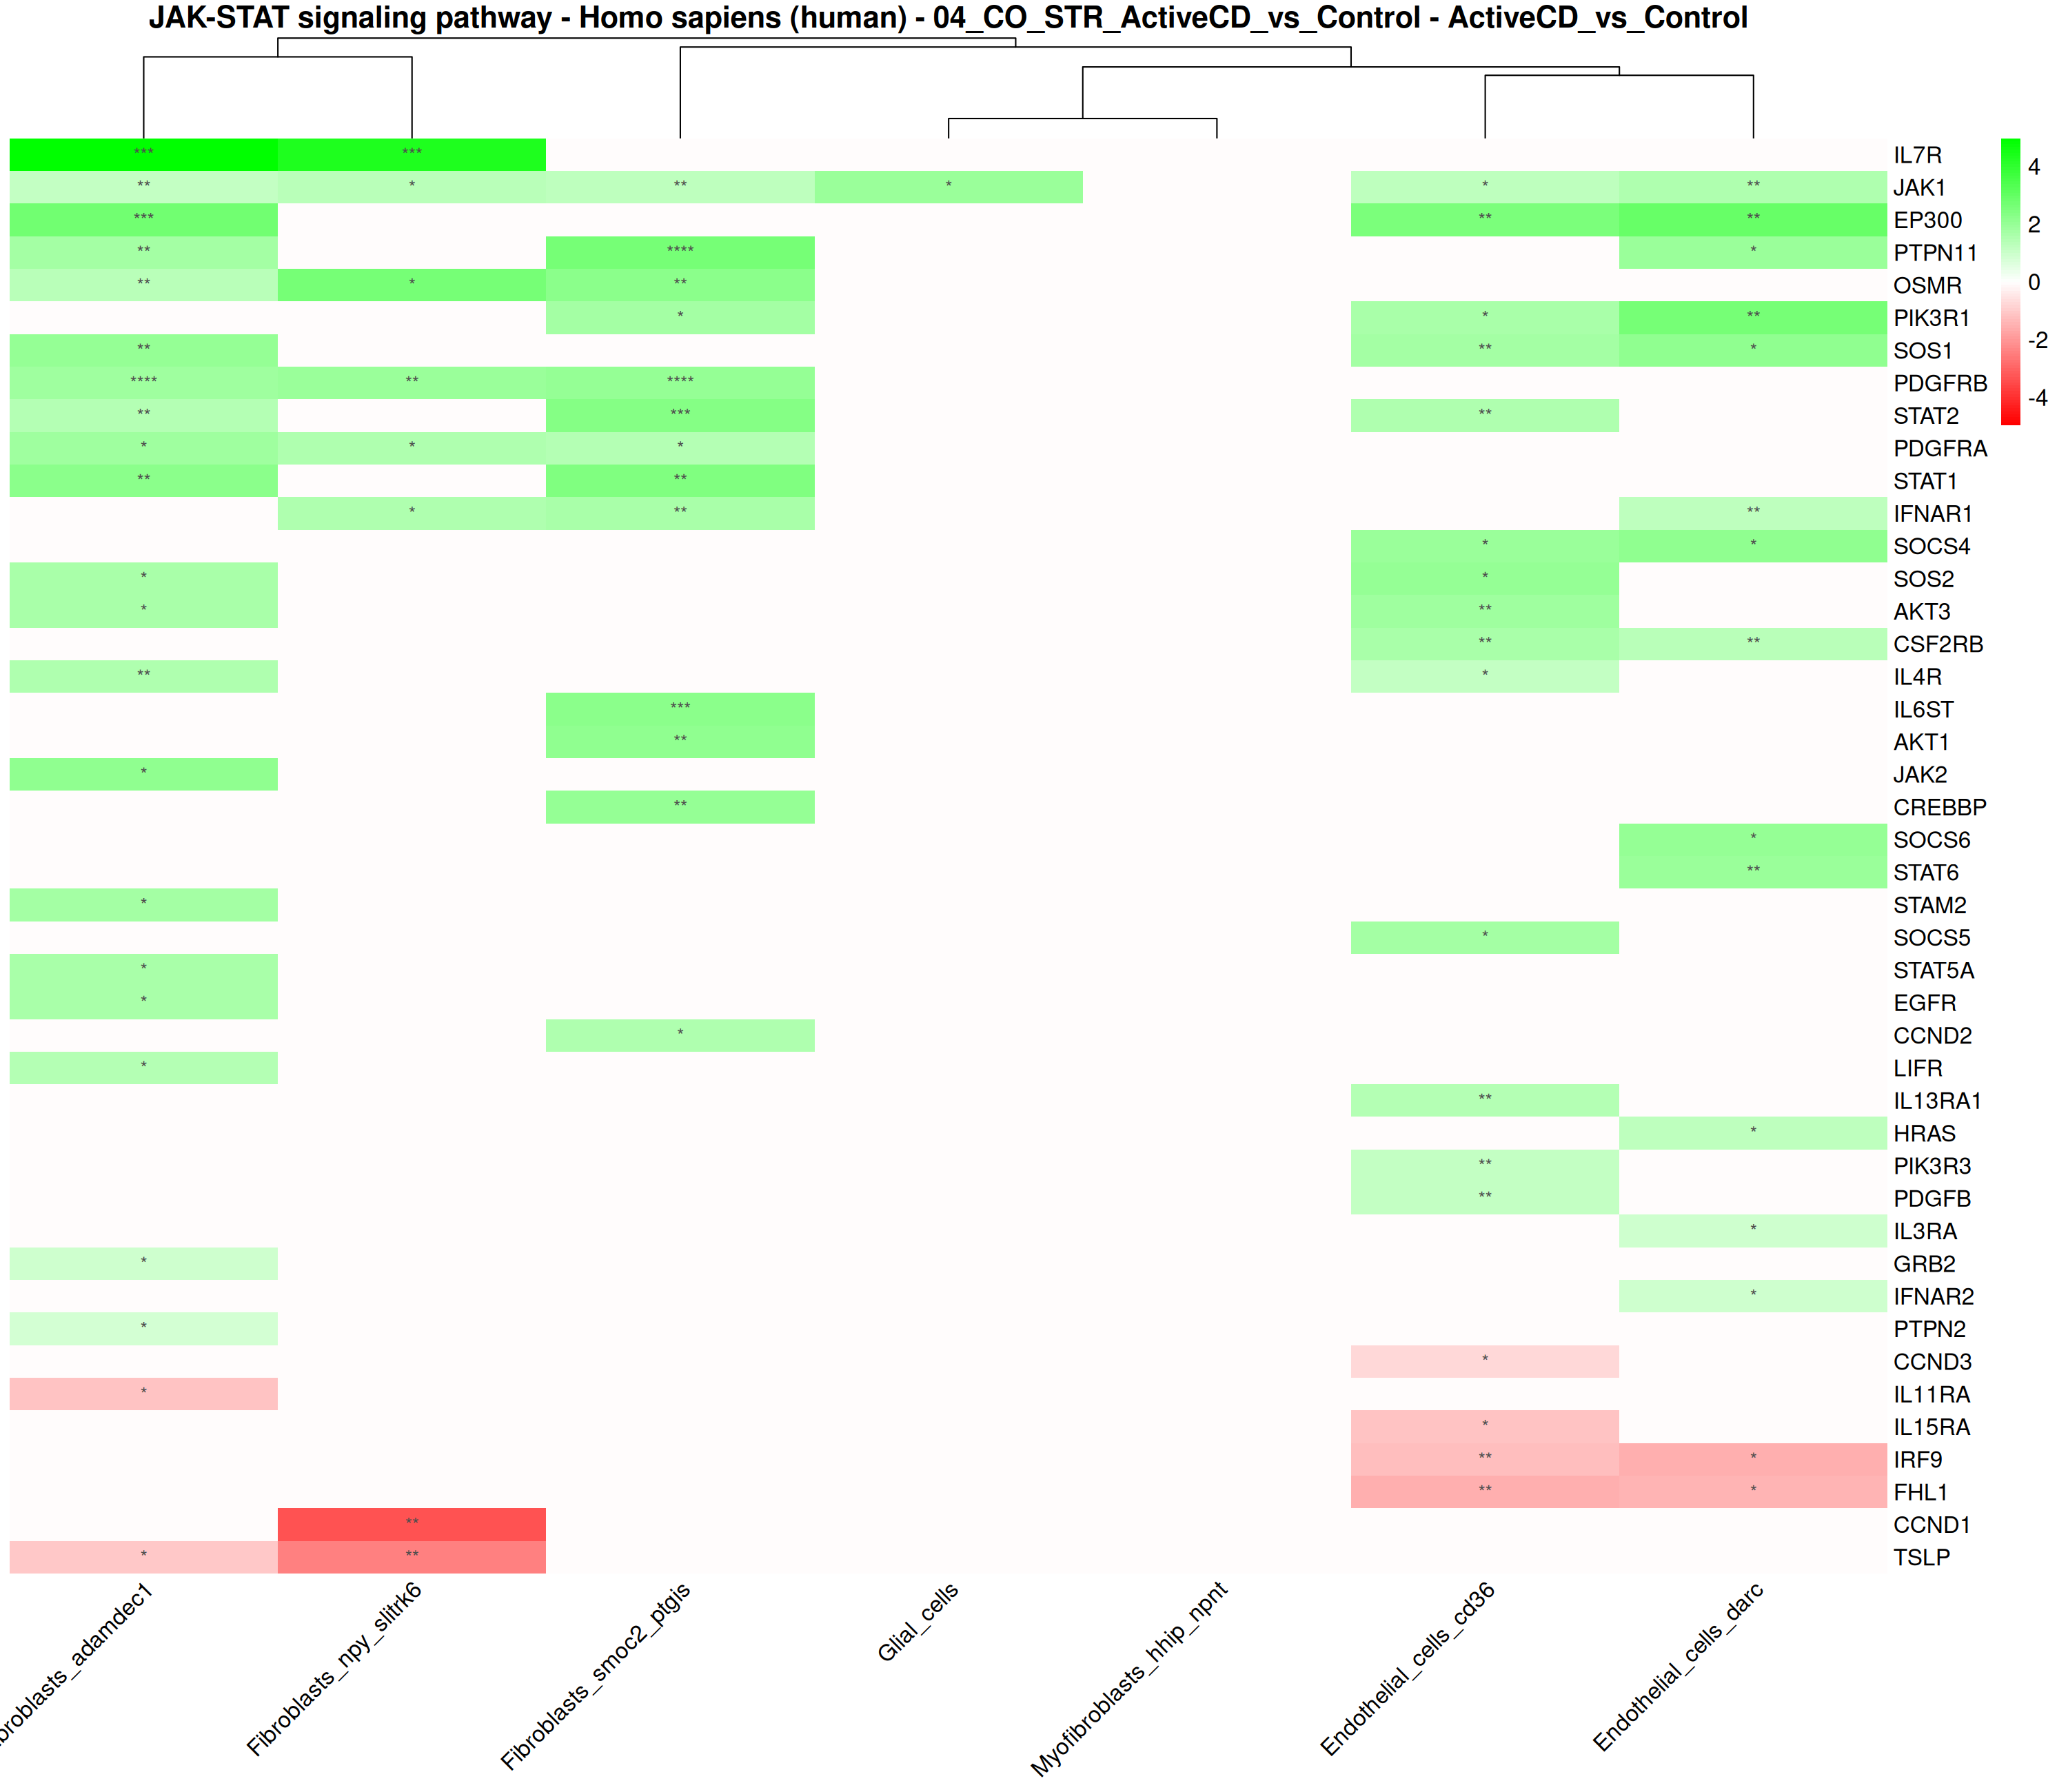 JAK-STAT signaling pathway - Homo sapiens (human) - 04_CO_STR_ActiveCD_vs_Control - ActiveCD_vs_Control
*** *** IL7R
** * ** * * ** JAK1
*** ** ** EP300
** **** * PTPN11
** * ** OSMR
* * ** PIK3R1
** ** * SOS1
**** ** **** PDGFRB
** *** ** STAT2
* * * PDGFRA
** ** STAT1
* ** ** IFNAR1
* * SOCS4
* * SOS2
* ** AKT3
** ** CSF2RB
** * IL4R
*** IL6ST
** AKT1
* JAK2
** CREBBP
* SOCS6
** STAT6
* STAM2
* SOCS5
* STAT5A
* EGFR
* CCND2
* LIFR
** IL13RA1
* HRAS
** PIK3R3
** PDGFB
* IL3RA
* GRB2
* IFNAR2
* PTPN2
* CCND3
* IL11RA
* IL15RA
** * IRF9
** * FHL1
** CCND1
* ** TSLP
4
2
0
-2
-4
broblasts_adamdec1
Fibroblasts_npy_slitrk6
Fibroblasts_smoc2_ptgis
Glial_cells
Myofibroblasts_hhip_npnt
Endothelial_cells_cd36
Endothelial_cells_darc